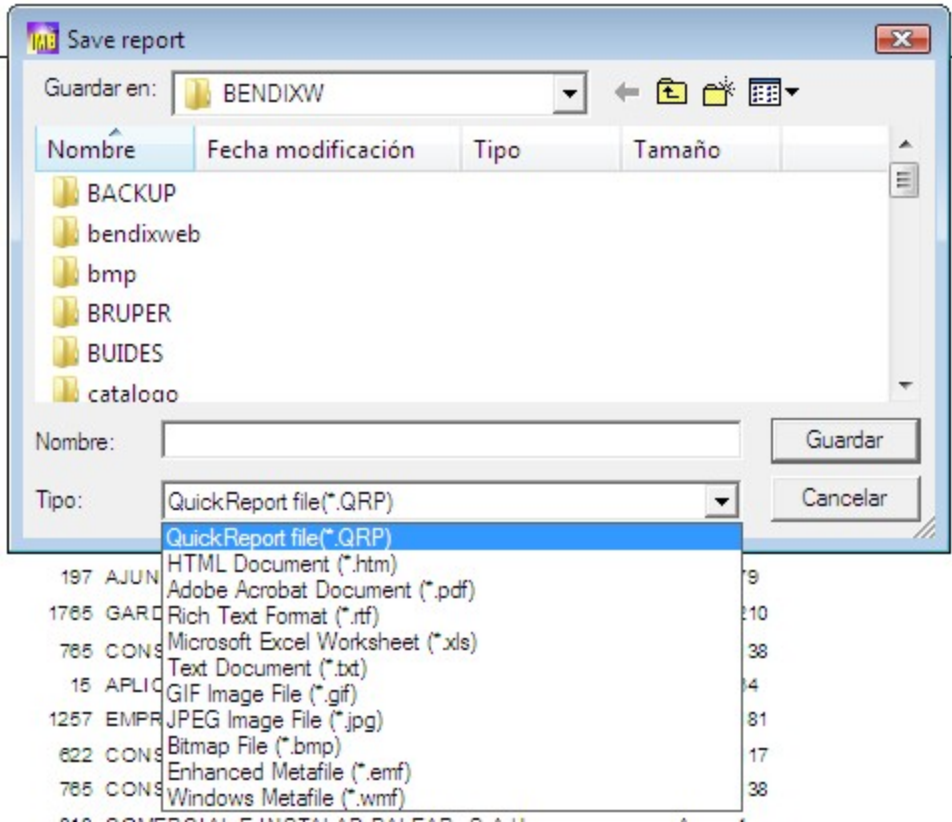 Save report
Guardar en: BENDIXW
Nombre Fecha modificación Tipo Tamaño
BACKUP
bendixweb
bmp
BRUPER
BUIDES
catalogo
Nombre: Guardar
Tipo: QuickReport file(*.QRP) Cancelar
QuickReport file(*.QRP)
HTML Document (*.htm)
197 AJUN 79
Adobe Acrobat Document (*.pdf)
1765 GARD Rich Text Format (*.rtf) 210
Microsoft Excel Worksheet (*.xls)
765 CONS 38
Text Document (*.txt)
15 APLIC GIF Image File (*.gif) 34
1257 EMPR JPEG Image File (*.jpg) 81
Bitmap File (*.bmp)
622 CONS 17
Enhanced Metafile (*.emf)
765 CONS Windows Metafile (*.wmf) 38